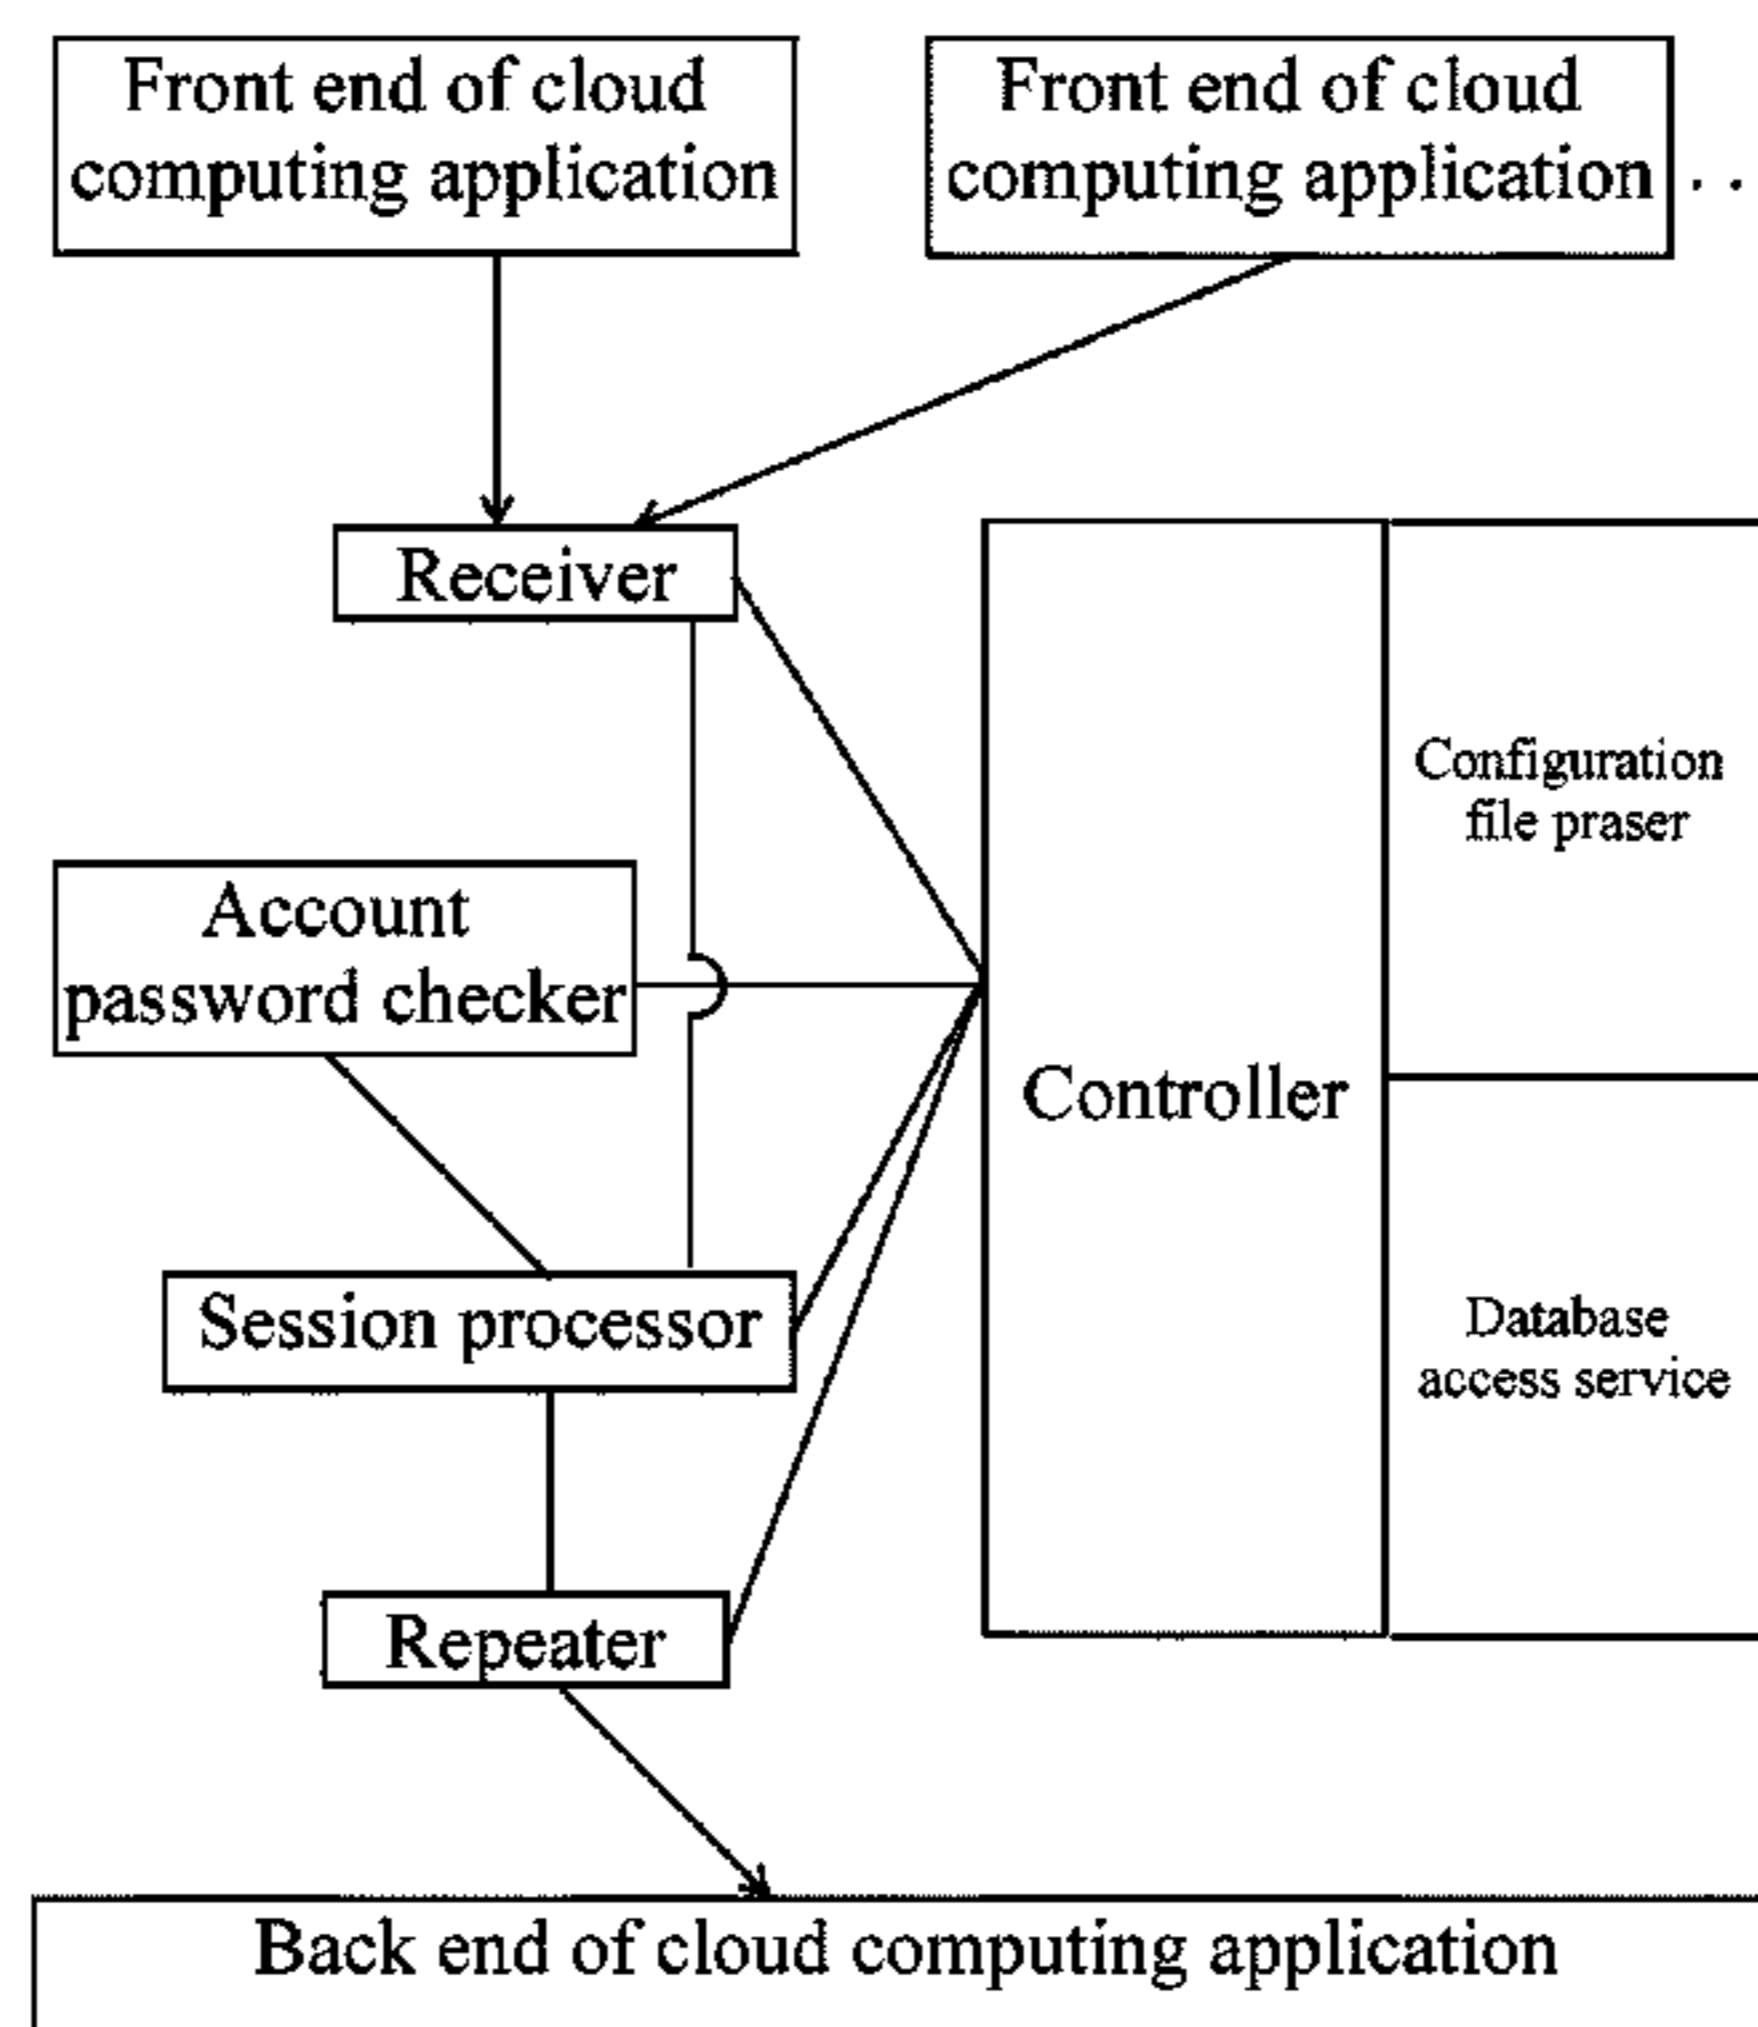 Front end of cloud
computing application
Front end of cloud
computing application . .
Receiver
Configuration
file praser
Account
password checker
Controller
Session processor
Database
access service
Repeater
Back end of cloud computing application